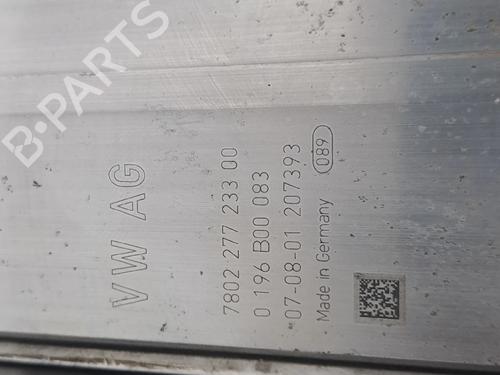 B-PARTS
VW AG
7802 277 233 00
0 196 B00 083
07-08-01 207393
Made in Germany 089